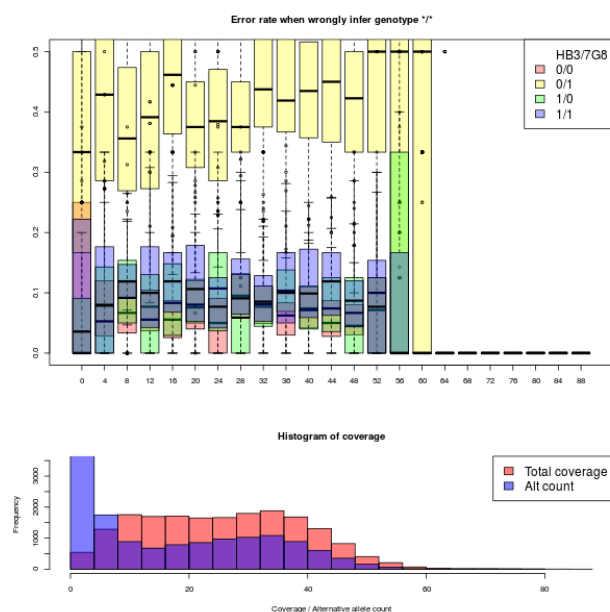 Error rate when wrongly infer genotype */*
HB3/7G8
0/0
0/1
1/0
1/1
0.5
0.4
0.3
0.2
0.1
0.0
0 4 8 12 16 20 24 28 32 36 40 44 48 52 56 60 64 68 72 76 80 84 88
Histogram of coverage
Total coverage
Alt count
Frequency
3000
2000
1000
0
0 20 40 60 80
Coverage / Alternative allele count